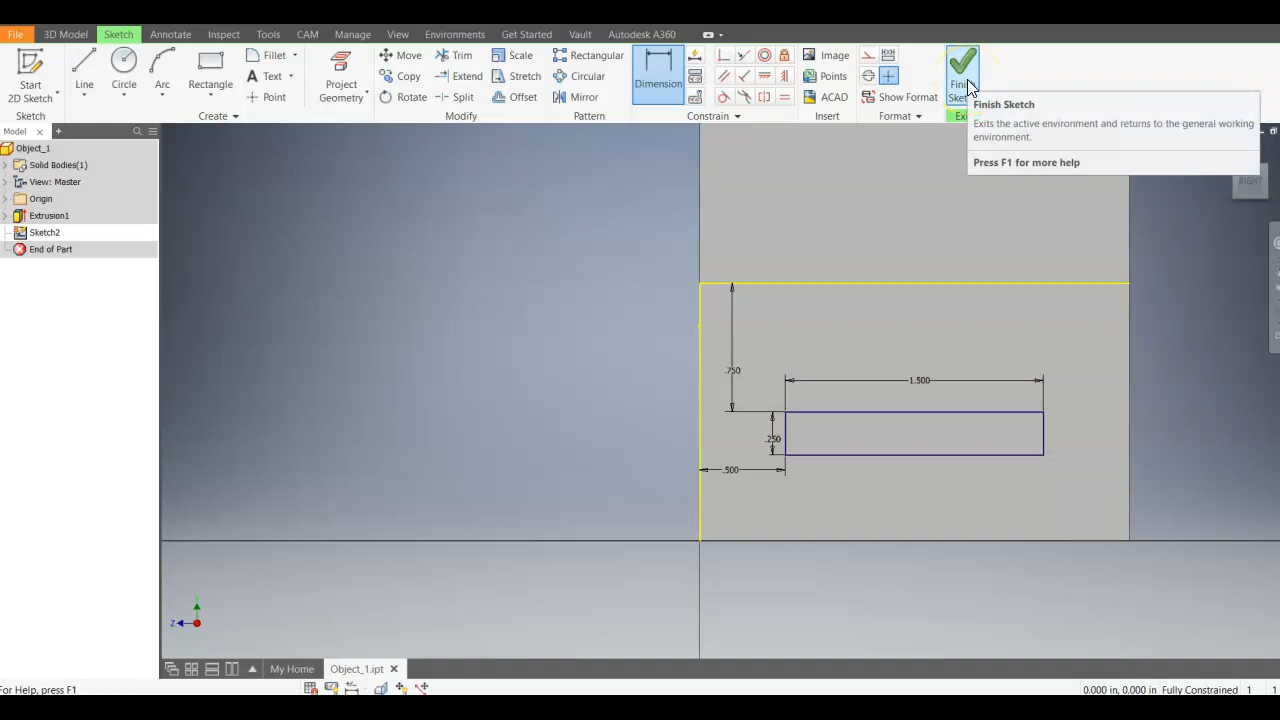 File 3D Model Sketch Annotate Inspect Tools CAM Manage View Environments Get Started Vault Autodesk A360
Start
2D Sketch
Line
Circle
Arc
Rectangle
Fillet
Text
Point
Project
Geometry
Move
Copy
Rotate
Trim
Extend
Split
Scale
Stretch
Offset
Rectangular
Circular
Mirror
Dimension
Image
Points
ACAD
Show Format
Finish
Sketch
Sketch Create Modify Pattern Constrain Insert Format Exit
Finish Sketch
Exits the active environment and returns to the general working
environment.
Press F1 for more help
RIGHT
Model × +
Object_1
Solid Bodies(1)
View: Master
Origin
Extrusion1
Sketch2
End of Part
.750
1.500
.250
.500
Y
Z
My Home Object_1.ipt
For Help, press F1
0.000 in, 0.000 in Fully Constrained 1 1